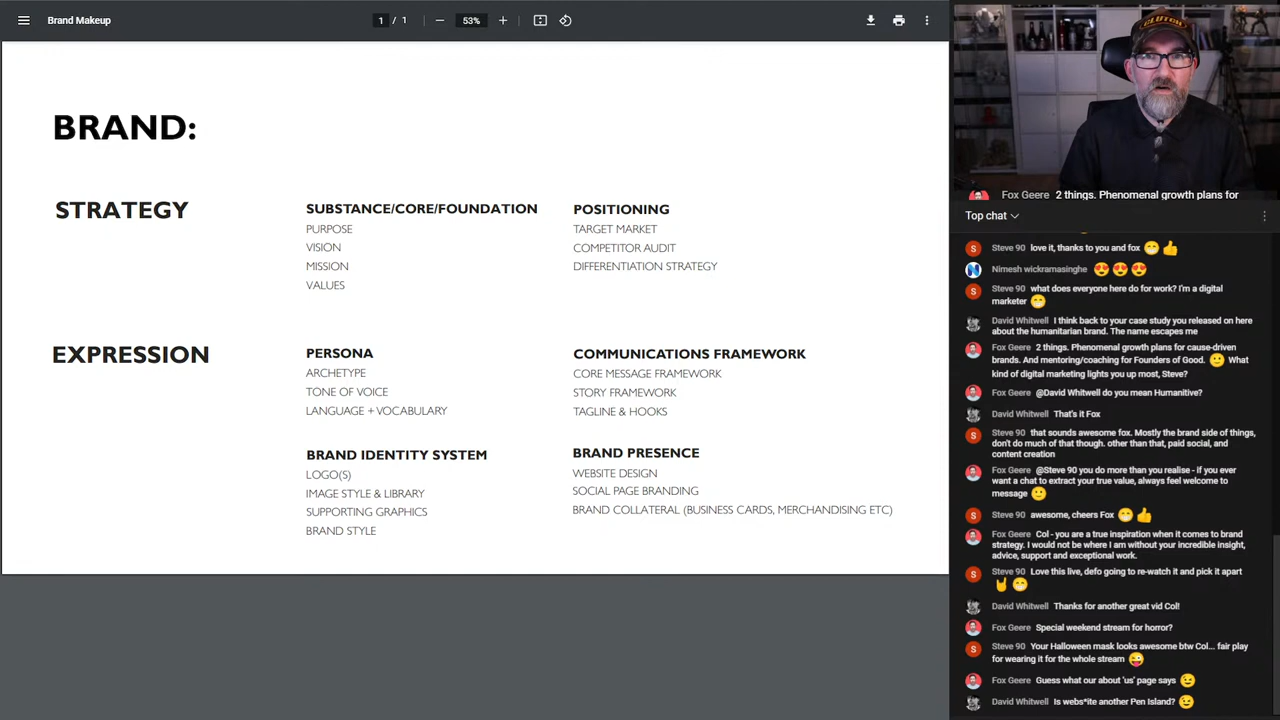 Brand Makeup
1 / 1
53%
BRAND:
STRATEGY
SUBSTANCE/CORE/FOUNDATION
PURPOSE
VISION
MISSION
VALUES
POSITIONING
TARGET MARKET
COMPETITOR AUDIT
DIFFERENTIATION STRATEGY
EXPRESSION
PERSONA
ARCHETYPE
TONE OF VOICE
LANGUAGE + VOCABULARY
COMMUNICATIONS FRAMEWORK
CORE MESSAGE FRAMEWORK
STORY FRAMEWORK
TAGLINE & HOOKS
BRAND IDENTITY SYSTEM
LOGO(S)
IMAGE STYLE & LIBRARY
SUPPORTING GRAPHICS
BRAND STYLE
BRAND PRESENCE
WEBSITE DESIGN
SOCIAL PAGE BRANDING
BRAND COLLATERAL (BUSINESS CARDS, MERCHANDISING ETC)
CLUTCH
Fox Geere 2 things. Phenomenal growth plans for
Top chat
S Steve 90 love it, thanks to you and fox 😁👍
N Nimesh wickramasinghe 😍😍😍
S Steve 90 what does everyone here do for work? I'm a digital
marketer 😁
David Whitwell I think back to your case study you released on here
about the humanitarian brand. The name escapes me
Fox Geere 2 things. Phenomenal growth plans for cause-driven
brands. And mentoring/coaching for Founders of Good. 🙂 What
kind of digital marketing lights you up most, Steve?
Fox Geere @David Whitwell do you mean Humanitive?
David Whitwell That's it Fox
S Steve 90 that sounds awesome fox. Mostly the brand side of things,
don't do much of that though. other than that, paid social, and
content creation
Fox Geere @Steve 90 you do more than you realise - if you ever
want a chat to extract your true value, always feel welcome to
message 🙂
S Steve 90 awesome, cheers Fox 😁👍
Fox Geere Col - you are a true inspiration when it comes to brand
strategy. I would not be where I am without your incredible insight,
advice, support and exceptional work.
S Steve 90 Love this live, defo going to re-watch it and pick it apart
🤘😁
David Whitwell Thanks for another great vid Col!
Fox Geere Special weekend stream for horror?
S Steve 90 Your Halloween mask looks awesome btw Col... fair play
for wearing it for the whole stream 😜
Fox Geere Guess what our about 'us' page says 😉
David Whitwell Is webs*ite another Pen Island? 😉